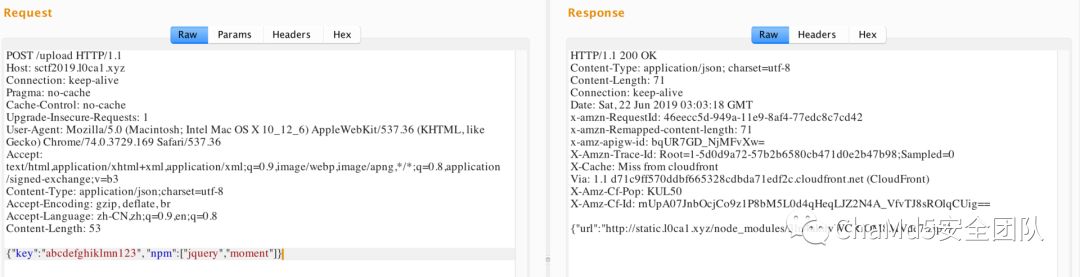 Request
Response
Raw Params Headers Hex
Raw Headers Hex
POST /upload HTTP/1.1
Host: sctf2019.l0ca1.xyz
Connection: keep-alive
Pragma: no-cache
Cache-Control: no-cache
Upgrade-Insecure-Requests: 1
User-Agent: Mozilla/5.0 (Macintosh; Intel Mac OS X 10_12_6) AppleWebKit/537.36 (KHTML, like
Gecko) Chrome/74.0.3729.169 Safari/537.36
Accept:
text/html,application/xhtml+xml,application/xml;q=0.9,image/webp,image/apng,*/*;q=0.8,application
/signed-exchange;v=b3
Content-Type: application/json;charset=utf-8
Accept-Encoding: gzip, deflate, br
Accept-Language: zh-CN,zh;q=0.9,en;q=0.8
Content-Length: 53
{"key":"abcdefghiklmn123","npm":["jquery","moment"]}
HTTP/1.1 200 OK
Content-Type: application/json; charset=utf-8
Content-Length: 71
Connection: keep-alive
Date: Sat, 22 Jun 2019 03:03:18 GMT
x-amzn-RequestId: 46eecc5d-949a-11e9-8af4-77edc8c7cd42
x-amzn-Remapped-content-length: 71
x-amz-apigw-id: bqUR7GD_NjMFvXw=
X-Amzn-Trace-Id: Root=1-5d0d9a72-57b2b6580cb471d0e2b47b98;Sampled=0
X-Cache: Miss from cloudfront
Via: 1.1 d71c9ff570ddbf665328cdbda71edf2c.cloudfront.net (CloudFront)
X-Amz-Cf-Pop: KUL50
X-Amz-Cf-Id: mUpA07JnbOcjCo9z1P8bM5L0d4qHeqLJZ2N4A_VfvTJ8sROlqCUig==
{"url":"http://static.l0ca1.xyz/node_modules/
ChaMd5安全团队